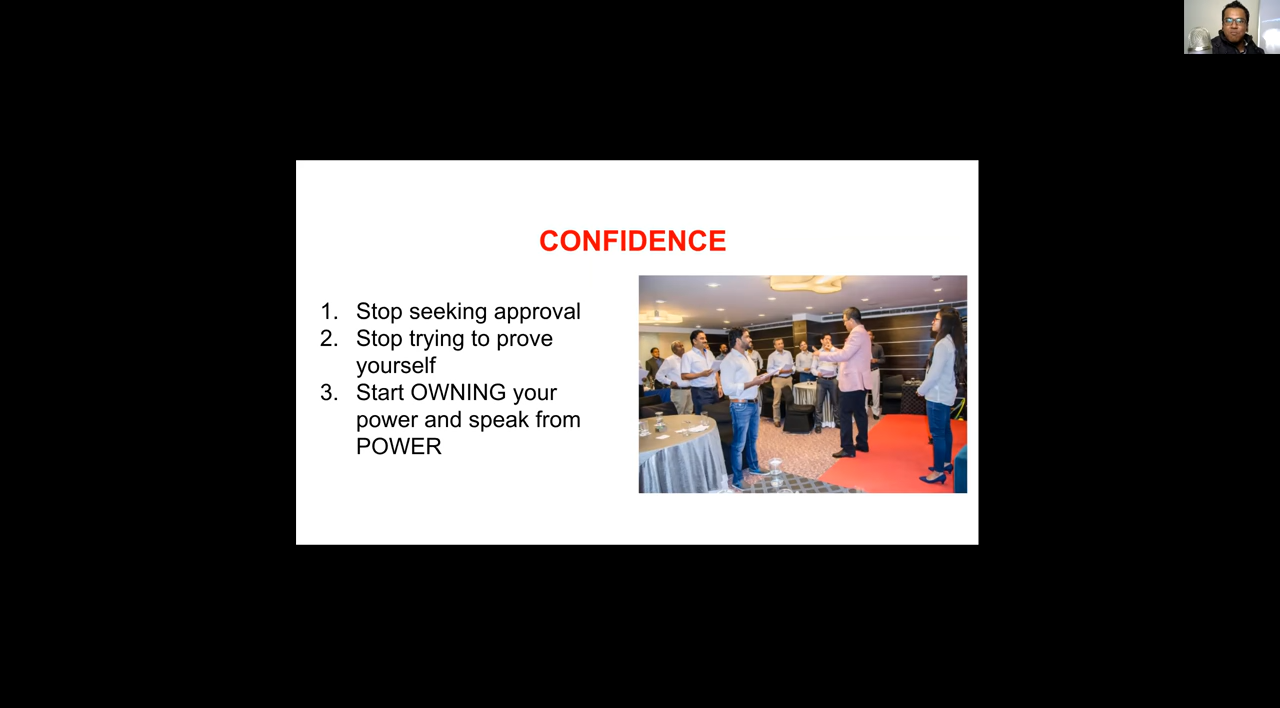 CONFIDENCE
1. Stop seeking approval
2. Stop trying to prove
yourself
3. Start OWNING your
power and speak from
POWER